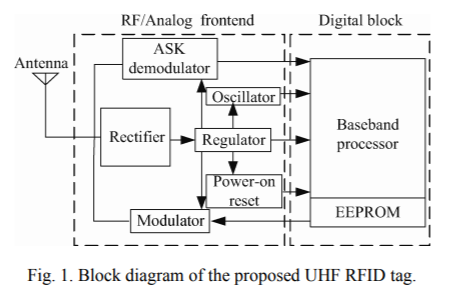 RF/Analog frontend
Digital block
Antenna
ASK
demodulator
Oscillator
Rectifier
Regulator
Baseband
processor
Power-on
reset
Modulator
EEPROM
Fig. 1. Block diagram of the proposed UHF RFID tag.